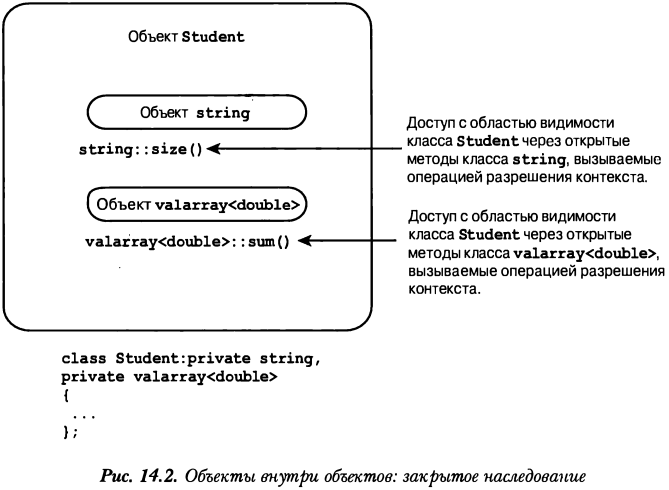 Объект Student
Объект string
string::size()
Доступ с областью видимости
класса Student через открытые
методы класса string, вызываемые
операцией разрешения контекста.
Объект valarray<double>
valarray<double>::sum()
Доступ с областью видимости
класса Student через открытые
методы класса valarray<double>,
вызываемые операцией разрешения
контекста.
class Student:private string,
private valarray<double>
{
...
};
Рис. 14.2. Объекты внутри объектов: закрытое наследование